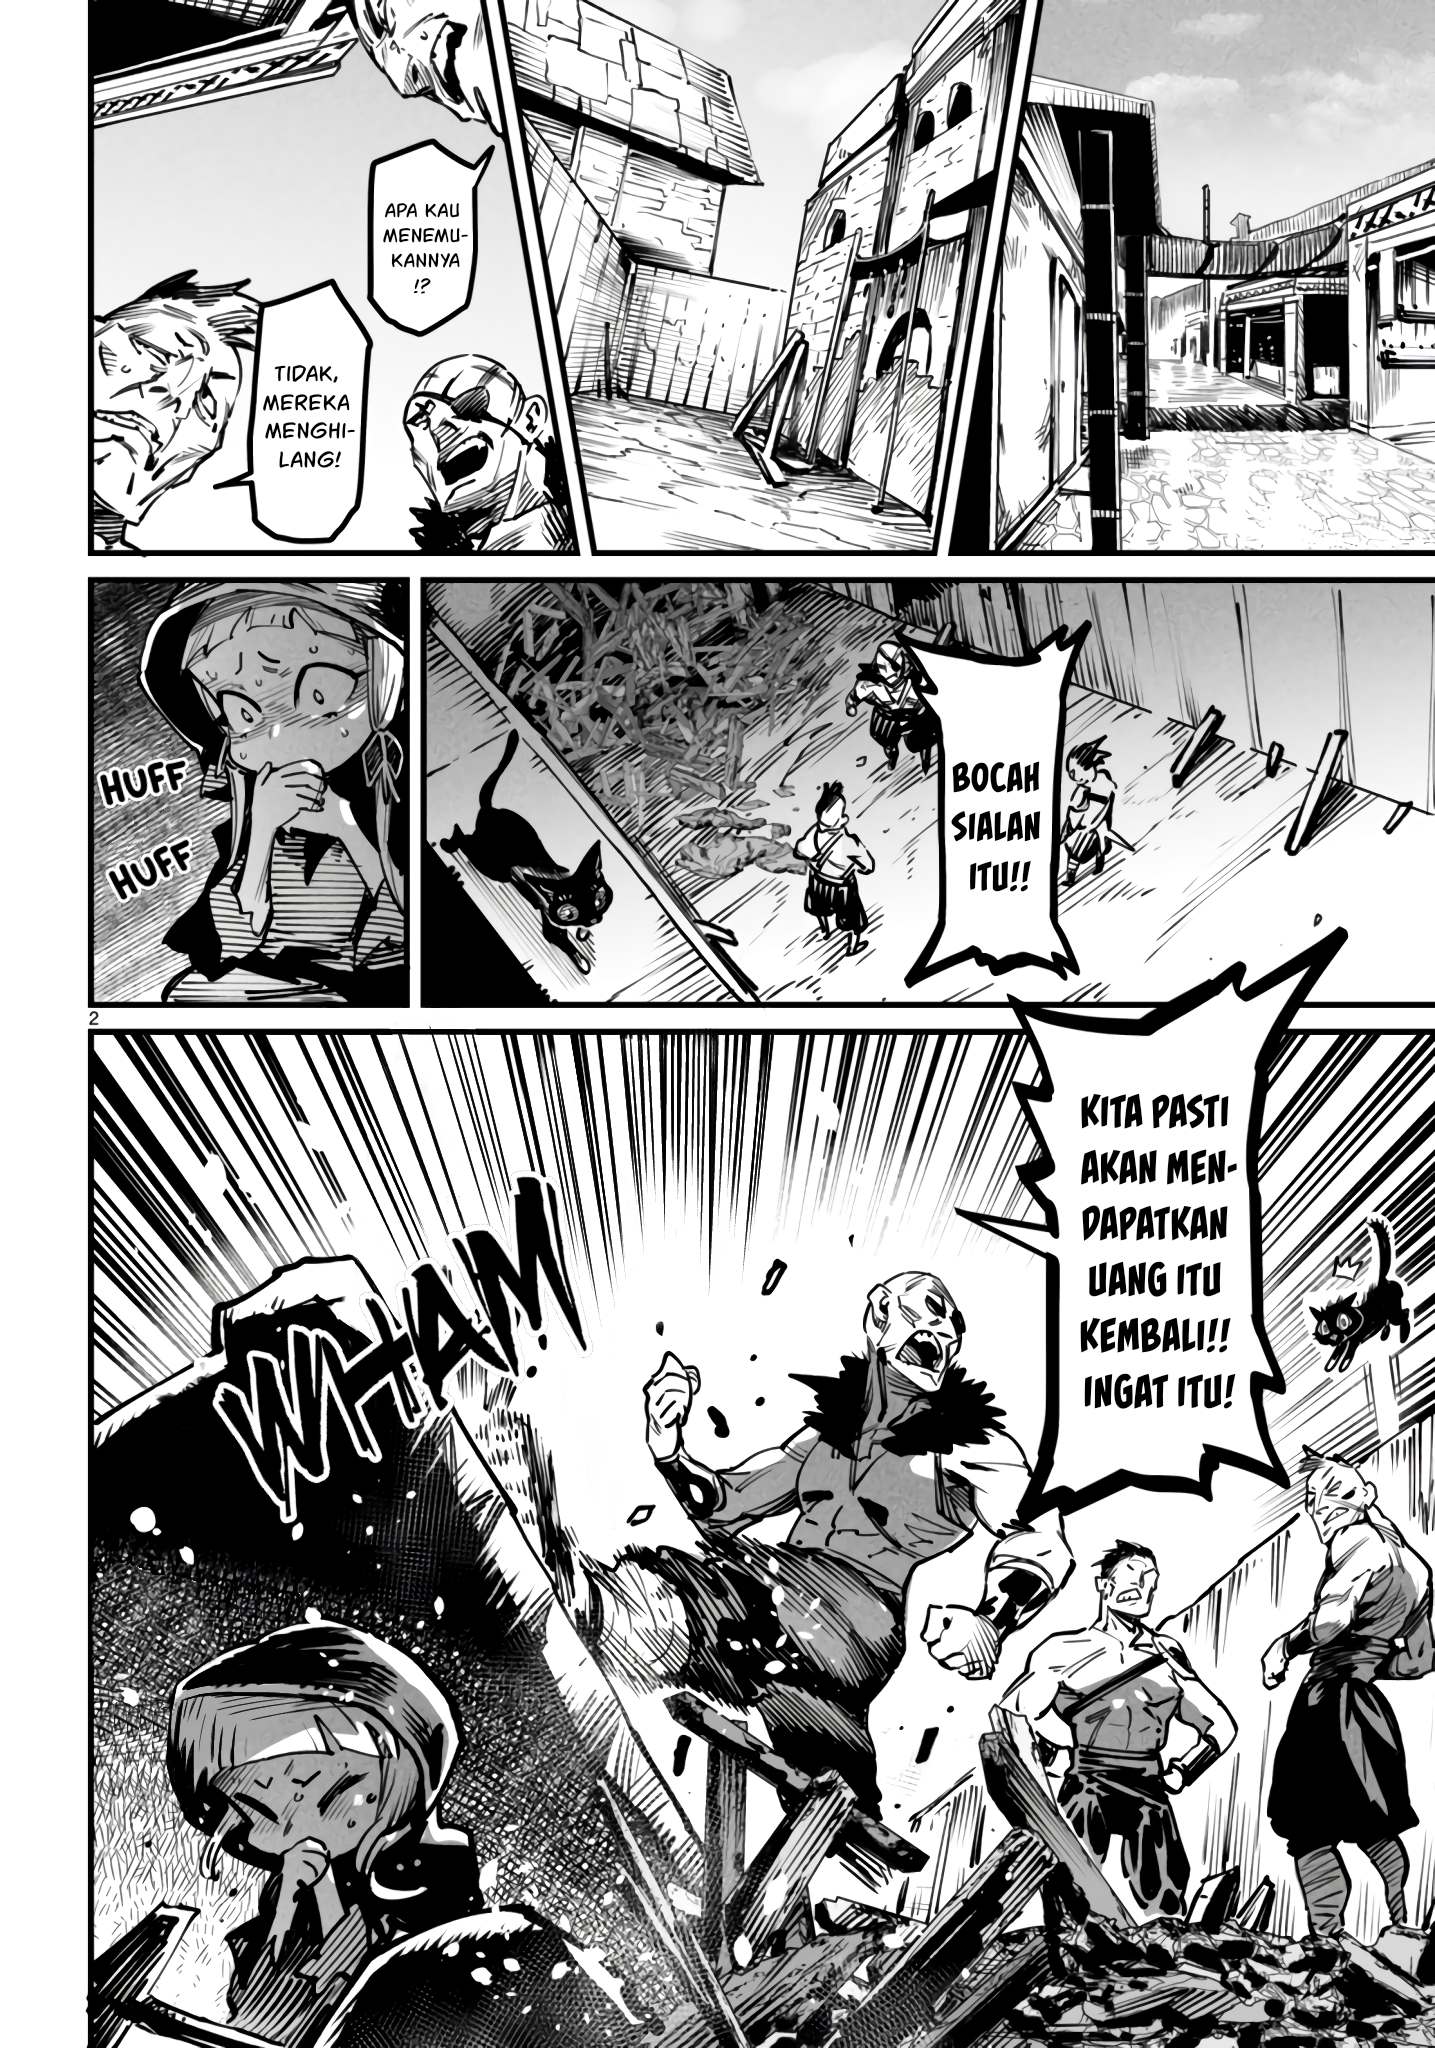 APA KAU
MENEMU-
KANNYA
!?
TIDAK,
MEREKA
MENGHI-
LANG!
BOCAH
SIALAN
ITU!!
HUFF
HUFF
2
KITA PASTI
AKAN MEN-
DAPATKAN
UANG ITU
KEMBALI!!
INGAT ITU!
WHAM